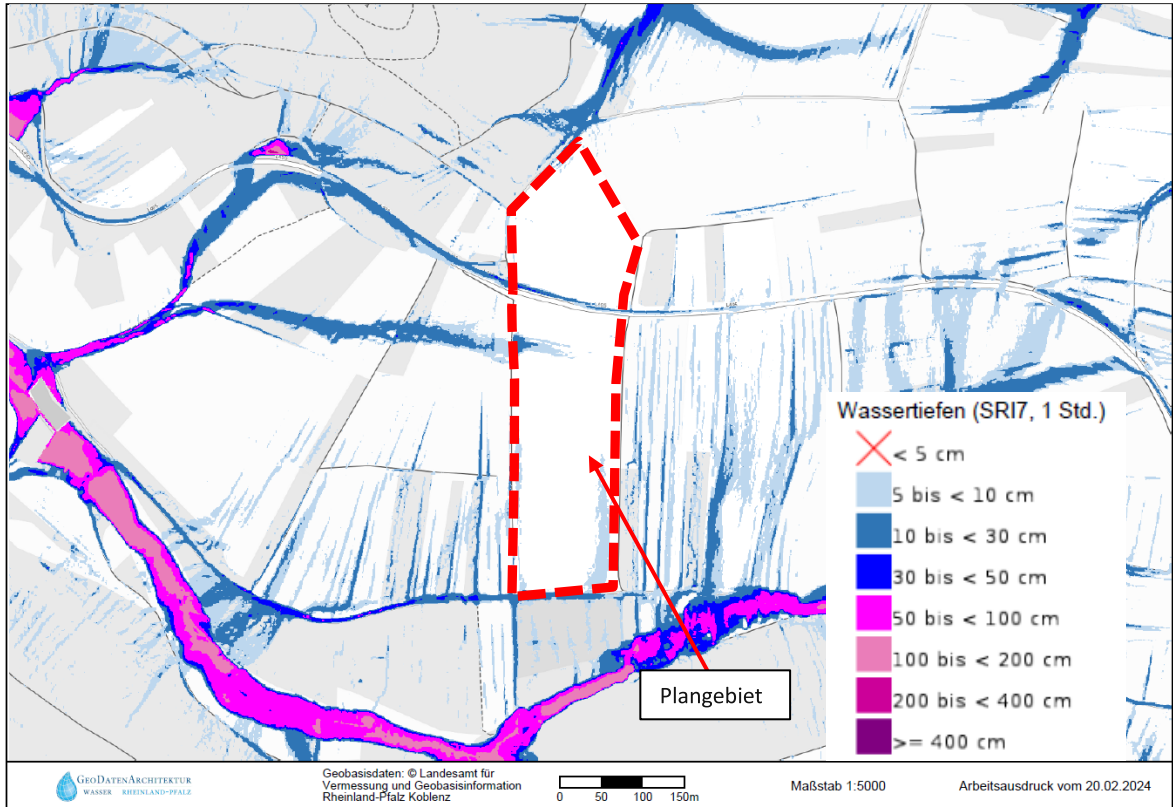 Wassertiefen (SRI7, 1 Std.)
< 5 cm
5 bis < 10 cm
10 bis < 30 cm
30 bis < 50 cm
50 bis < 100 cm
100 bis < 200 cm
200 bis < 400 cm
>= 400 cm
Plangebiet
GEODATENARCHITEKTUR
WASSER RHEINLAND-PFALZ
Geobasisdaten: © Landesamt für
Vermessung und Geobasisinformation
Rheinland-Pfalz Koblenz
0 50 100 150m
Maßstab 1:5000
Arbeitsausdruck vom 20.02.2024